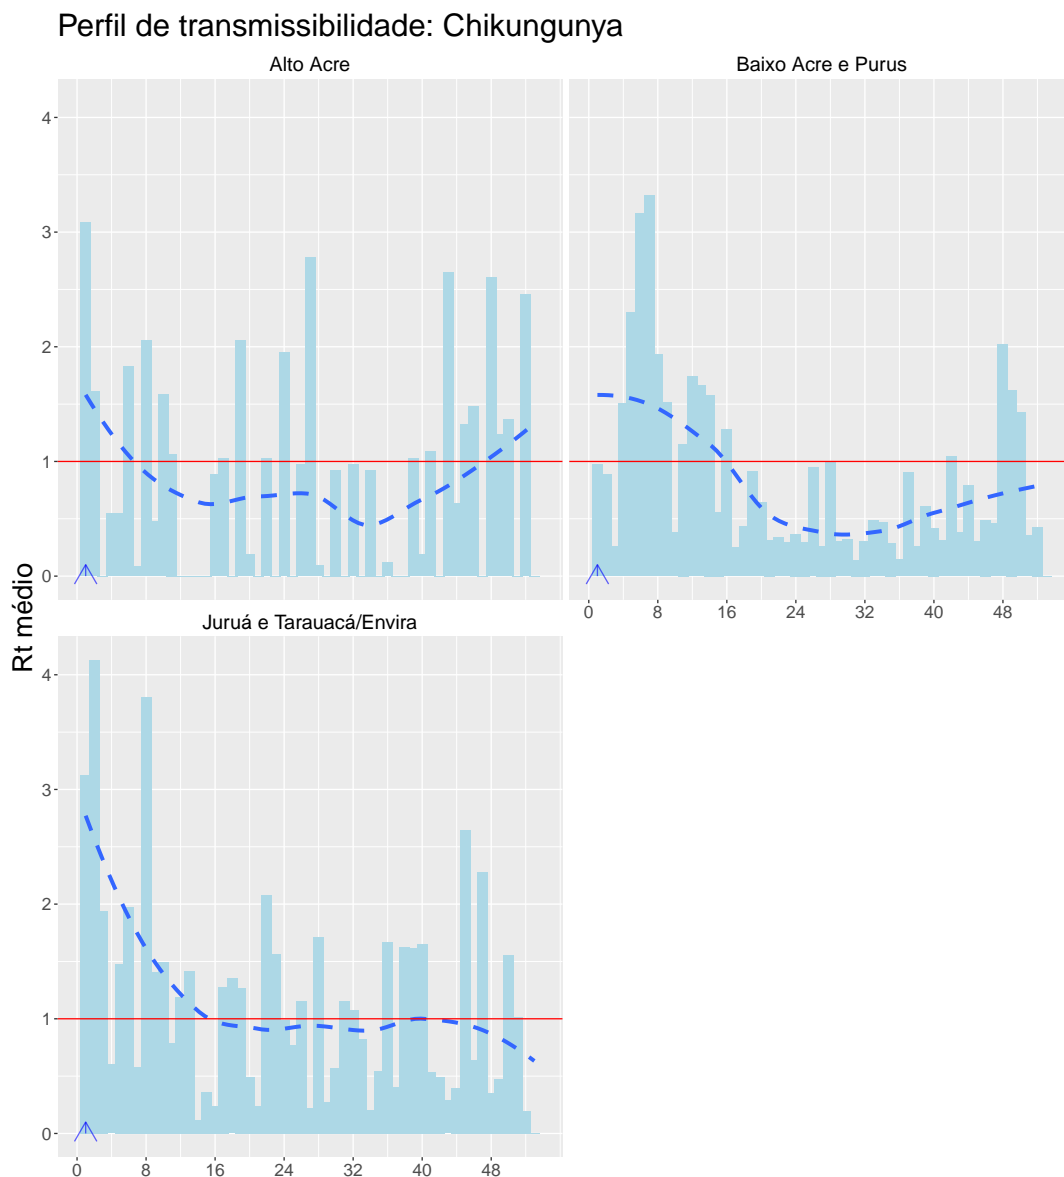 Perfil de transmissibilidade: Chikungunya
Alto Acre
Baixo Acre e Purus
4
3
2
1
0
0 8 16 24 32 40 48
Rt médio
Juruá e Tarauacá/Envira
4
3
2
1
0
0 8 16 24 32 40 48